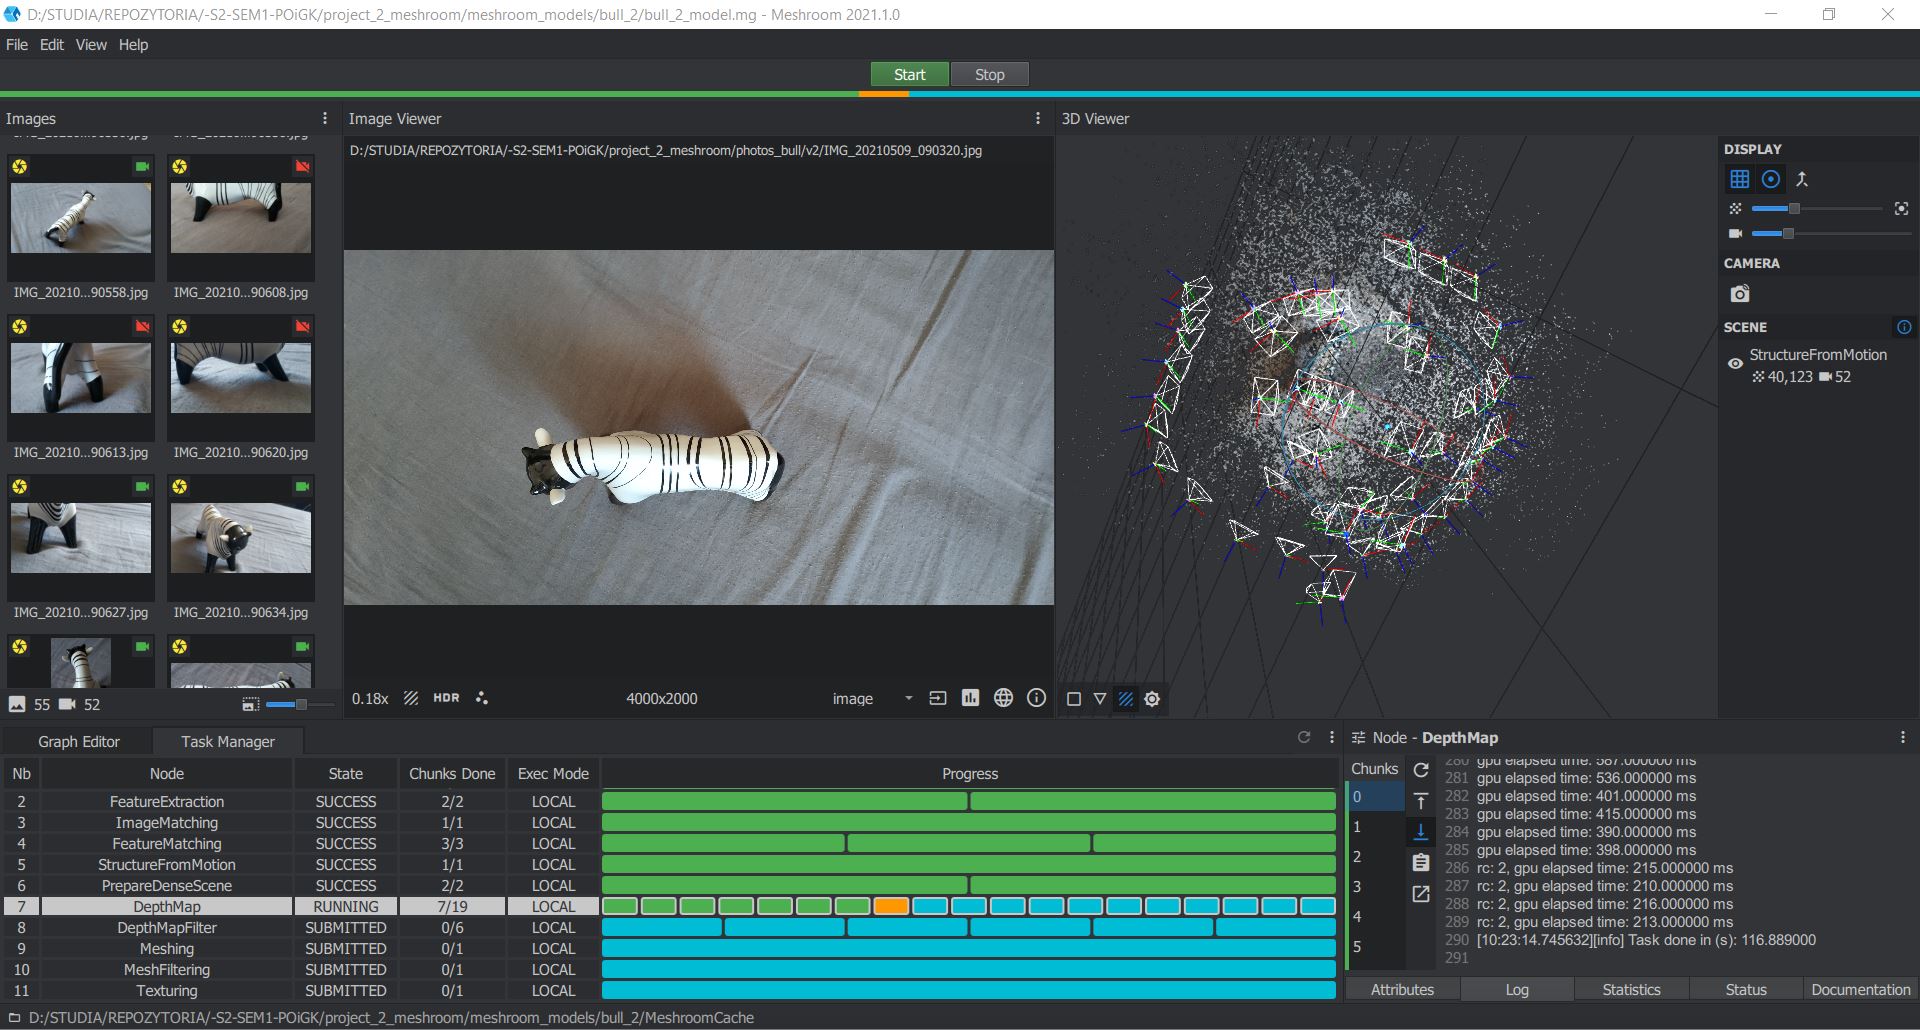 D:/STUDIA/REPOZYTORIA/-S2-SEM1-POiGK/project_2_meshroom/meshroom_models/bull_2/bull_2_model.mg - Meshroom 2021.1.0
File Edit View Help
Start Stop
Images
IMG_20210...90558.jpg IMG_20210...90608.jpg
IMG_20210...90613.jpg IMG_20210...90620.jpg
IMG_20210...90627.jpg IMG_20210...90634.jpg
55 52
Image Viewer
D:/STUDIA/REPOZYTORIA/-S2-SEM1-POiGK/project_2_meshroom/photos_bull/v2/IMG_20210509_090320.jpg
0.18x HDR 4000x2000 image
3D Viewer
DISPLAY
CAMERA
SCENE
StructureFromMotion
40,123 52
Graph Editor Task Manager
Nb Node State Chunks Done Exec Mode Progress
2 FeatureExtraction SUCCESS 2/2 LOCAL
3 ImageMatching SUCCESS 1/1 LOCAL
4 FeatureMatching SUCCESS 3/3 LOCAL
5 StructureFromMotion SUCCESS 1/1 LOCAL
6 PrepareDenseScene SUCCESS 2/2 LOCAL
7 DepthMap RUNNING 7/19 LOCAL
8 DepthMapFilter SUBMITTED 0/6 LOCAL
9 Meshing SUBMITTED 0/1 LOCAL
10 MeshFiltering SUBMITTED 0/1 LOCAL
11 Texturing SUBMITTED 0/1 LOCAL
Node - DepthMap
Chunks
0
1
2
3
4
5
280 gpu elapsed time: 567.000000 ms
281 gpu elapsed time: 536.000000 ms
282 gpu elapsed time: 401.000000 ms
283 gpu elapsed time: 415.000000 ms
284 gpu elapsed time: 390.000000 ms
285 gpu elapsed time: 398.000000 ms
286 rc: 2, gpu elapsed time: 215.000000 ms
287 rc: 2, gpu elapsed time: 210.000000 ms
288 rc: 2, gpu elapsed time: 216.000000 ms
289 rc: 2, gpu elapsed time: 213.000000 ms
290 [10:23:14.745632][info] Task done in (s): 116.889000
291
Attributes Log Statistics Status Documentation
D:/STUDIA/REPOZYTORIA/-S2-SEM1-POiGK/project_2_meshroom/meshroom_models/bull_2/MeshroomCache